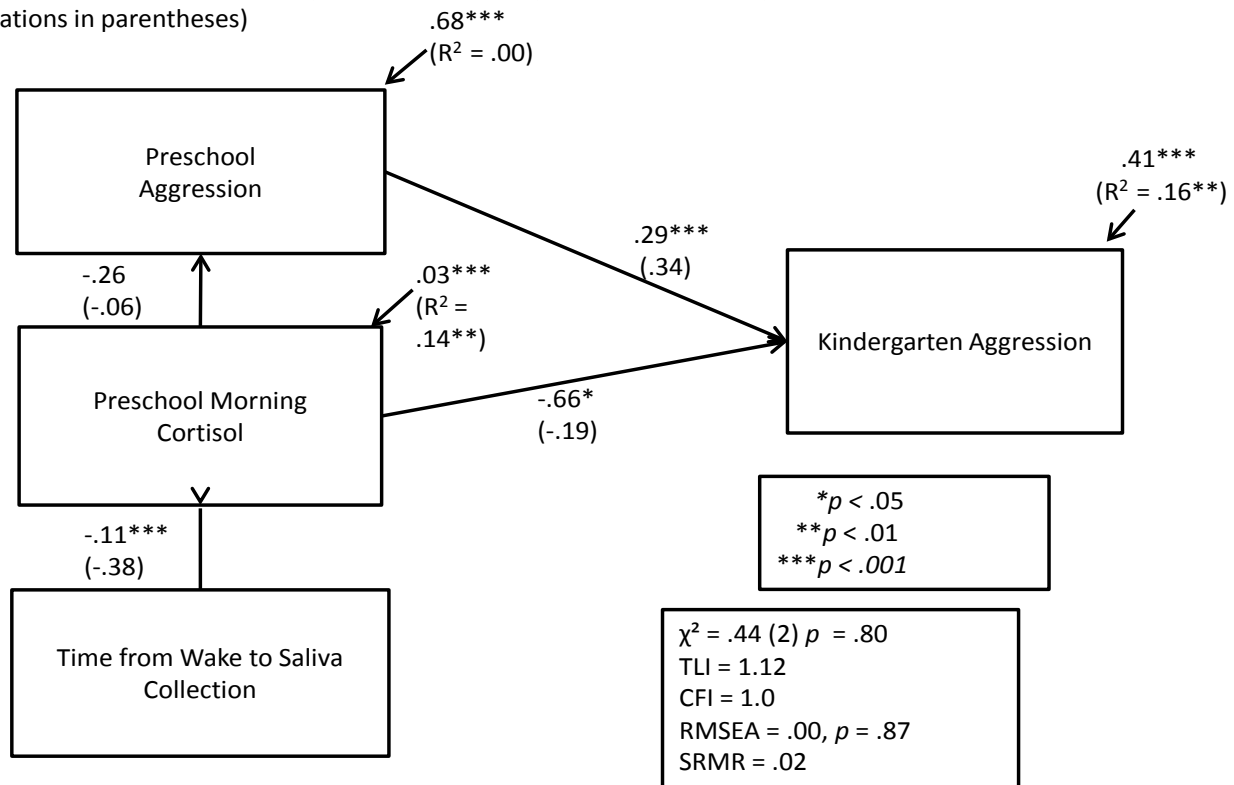 ations in parentheses)
.68***
(R² = .00)
Preschool
Aggression
.41***
(R² = .16**)
.29***
(.34)
-.26
(-.06)
.03***
(R² =
.14**)
Kindergarten Aggression
Preschool Morning
Cortisol
-.66*
(-.19)
*p < .05
**p < .01
***p < .001
-.11***
(-.38)
Time from Wake to Saliva
Collection
χ² = .44 (2) p = .80
TLI = 1.12
CFI = 1.0
RMSEA = .00, p = .87
SRMR = .02